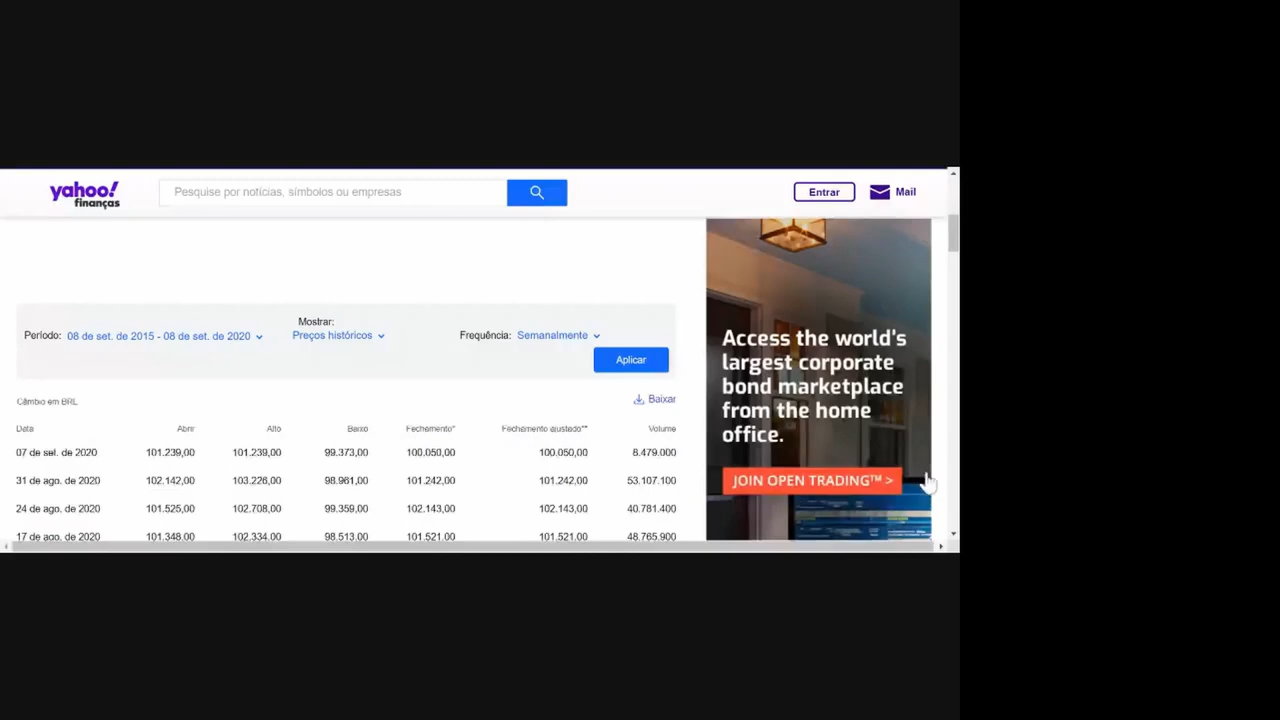 yahoo!
finanças
Pesquise por notícias, símbolos ou empresas
Entrar
Mail
Mostrar:
Período: 08 de set. de 2015 - 08 de set. de 2020
Preços históricos
Frequência: Semanalmente
Aplicar
Câmbio em BRL
Baixar
Data Abrir Alto Baixo Fechamento* Fechamento ajustado** Volume
07 de set. de 2020 101.239,00 101.239,00 99.373,00 100.050,00 100.050,00 8.479.000
31 de ago. de 2020 102.142,00 103.226,00 98.961,00 101.242,00 101.242,00 53.107.100
24 de ago. de 2020 101.525,00 102.708,00 99.359,00 102.143,00 102.143,00 40.781.400
17 de ago. de 2020 101.348,00 102.334,00 98.513,00 101.521,00 101.521,00 48.765.900
Access the world's
largest corporate
bond marketplace
from the home
office.
JOIN OPEN TRADING™ >